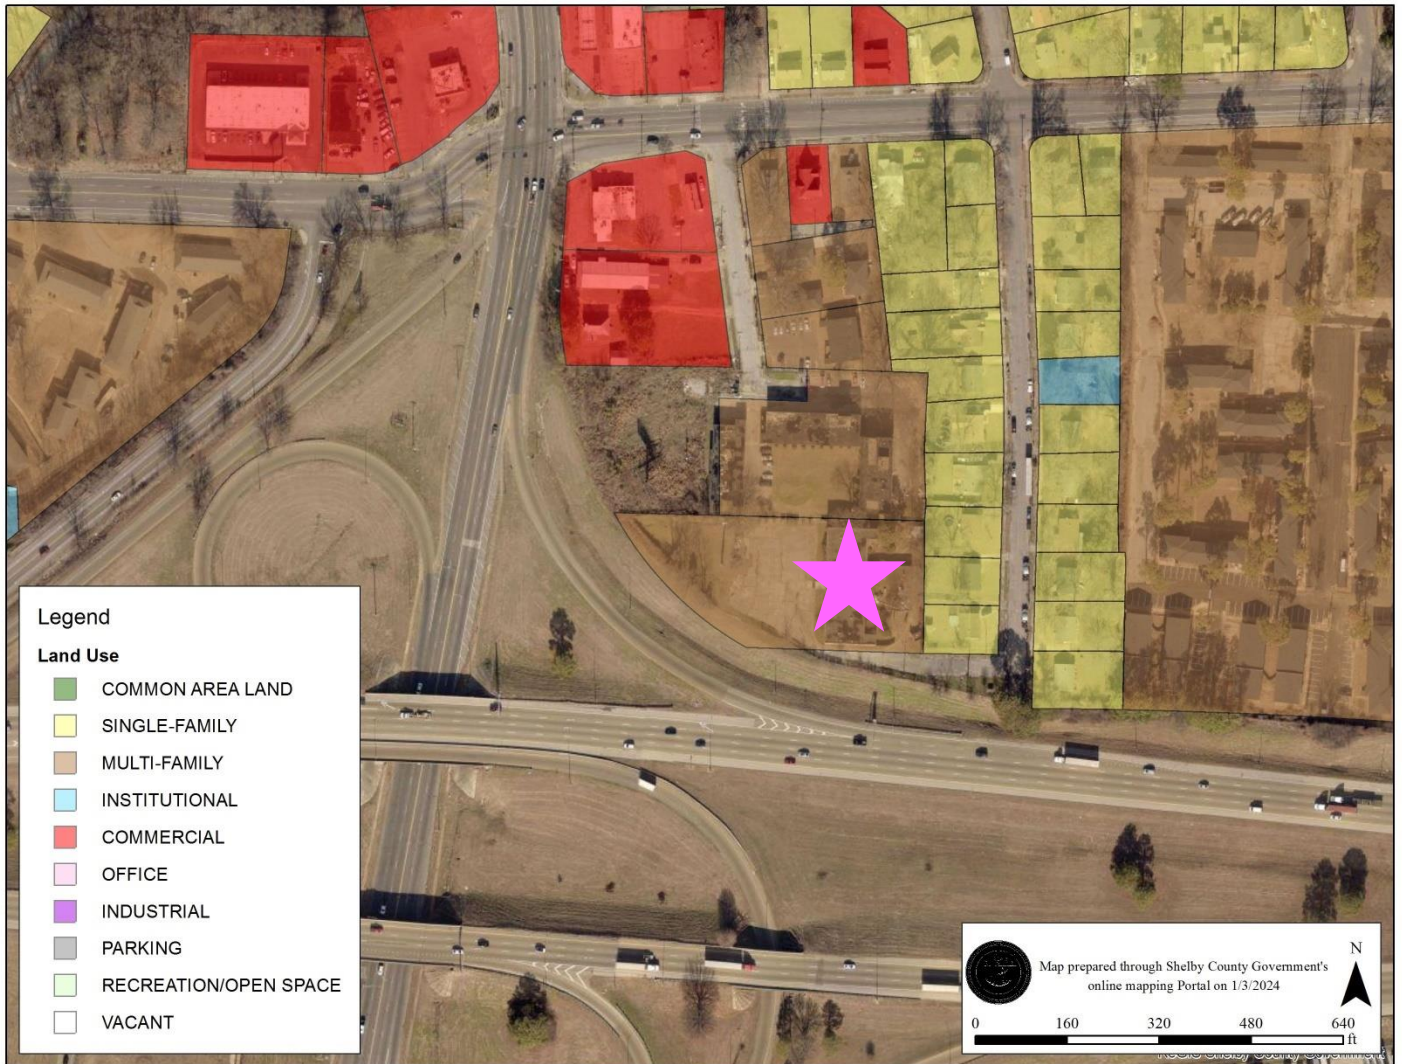 Legend
Land Use
COMMON AREA LAND
SINGLE-FAMILY
MULTI-FAMILY
INSTITUTIONAL
COMMERCIAL
OFFICE
INDUSTRIAL
PARKING
RECREATION/OPEN SPACE
VACANT
Map prepared through Shelby County Government's
online mapping Portal on 1/3/2024
N
0 160 320 480 640
ft